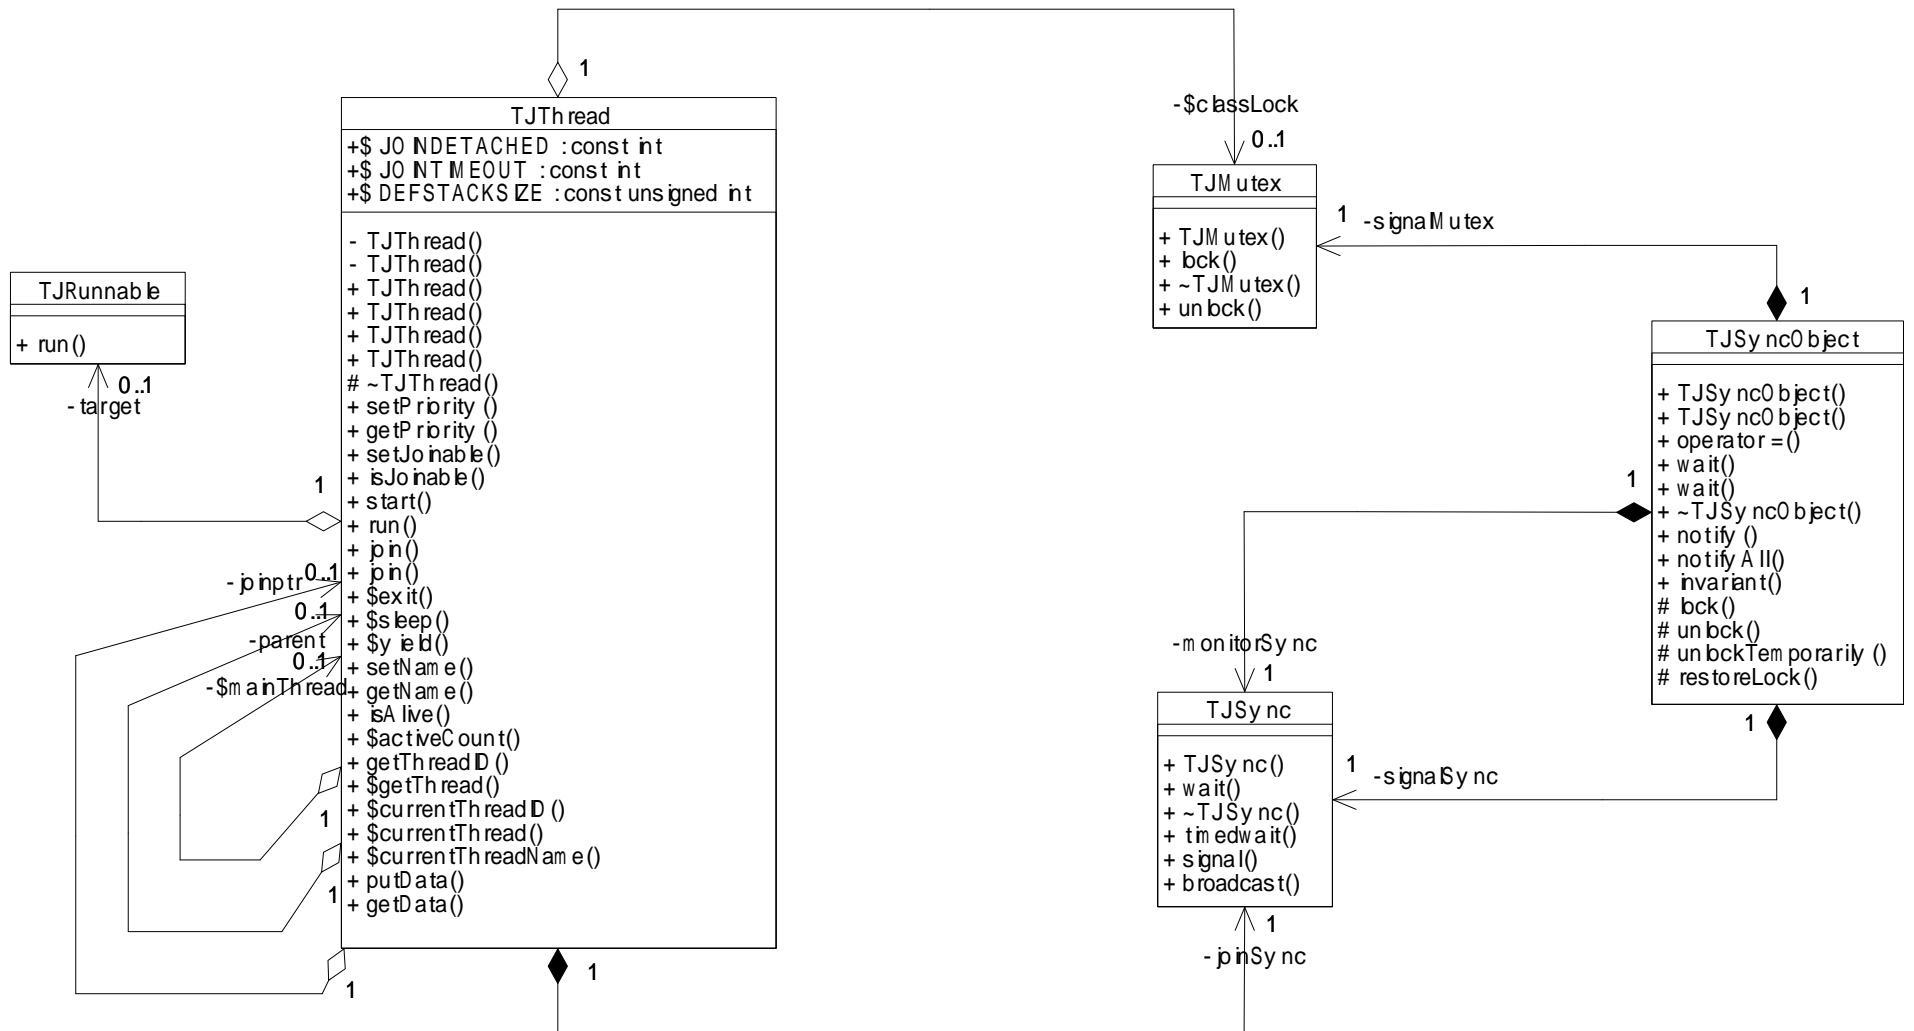 1
TJThread
+$ JOINDETACHED : const int
+$ JOINTIMEOUT : const int
+$ DEFSTACKSIZE : const unsigned int
- TJThread()
- TJThread()
+ TJThread()
+ TJThread()
+ TJThread()
+ TJThread()
# ~TJThread()
+ setPriority()
+ getPriority()
+ setJoinable()
+ isJoinable()
+ start()
+ run()
+ join()
+ join()
+ $exit()
+ $sleep()
+ $yield()
+ setName()
+ getName()
+ isAlive()
+ $activeCount()
+ getThreadID()
+ $getThread()
+ $currentThreadID()
+ $currentThread()
+ $currentThreadName()
+ putData()
+ getData()
TJRunnable
+ run()
0..1
-target
1
-joinptr
0..1
0..1
-parent
0..1
-$mainThread
1
1
1
1
-$classLock
0..1
TJMutex
+ TJMutex()
+ lock()
+ ~TJMutex()
+ unlock()
1
-signalMutex
1
TJSyncObject
+ TJSyncObject()
+ TJSyncObject()
+ operator =()
+ wait()
+ wait()
+ ~TJSyncObject()
+ notify()
+ notifyAll()
+ invariant()
# lock()
# unlock()
# unlockTemporarily()
# restoreLock()
1
-monitorSync
1
1
TJSync
+ TJSync()
+ wait()
+ ~TJSync()
+ timedwait()
+ signal()
+ broadcast()
1
-signalSync
1
-joinSync